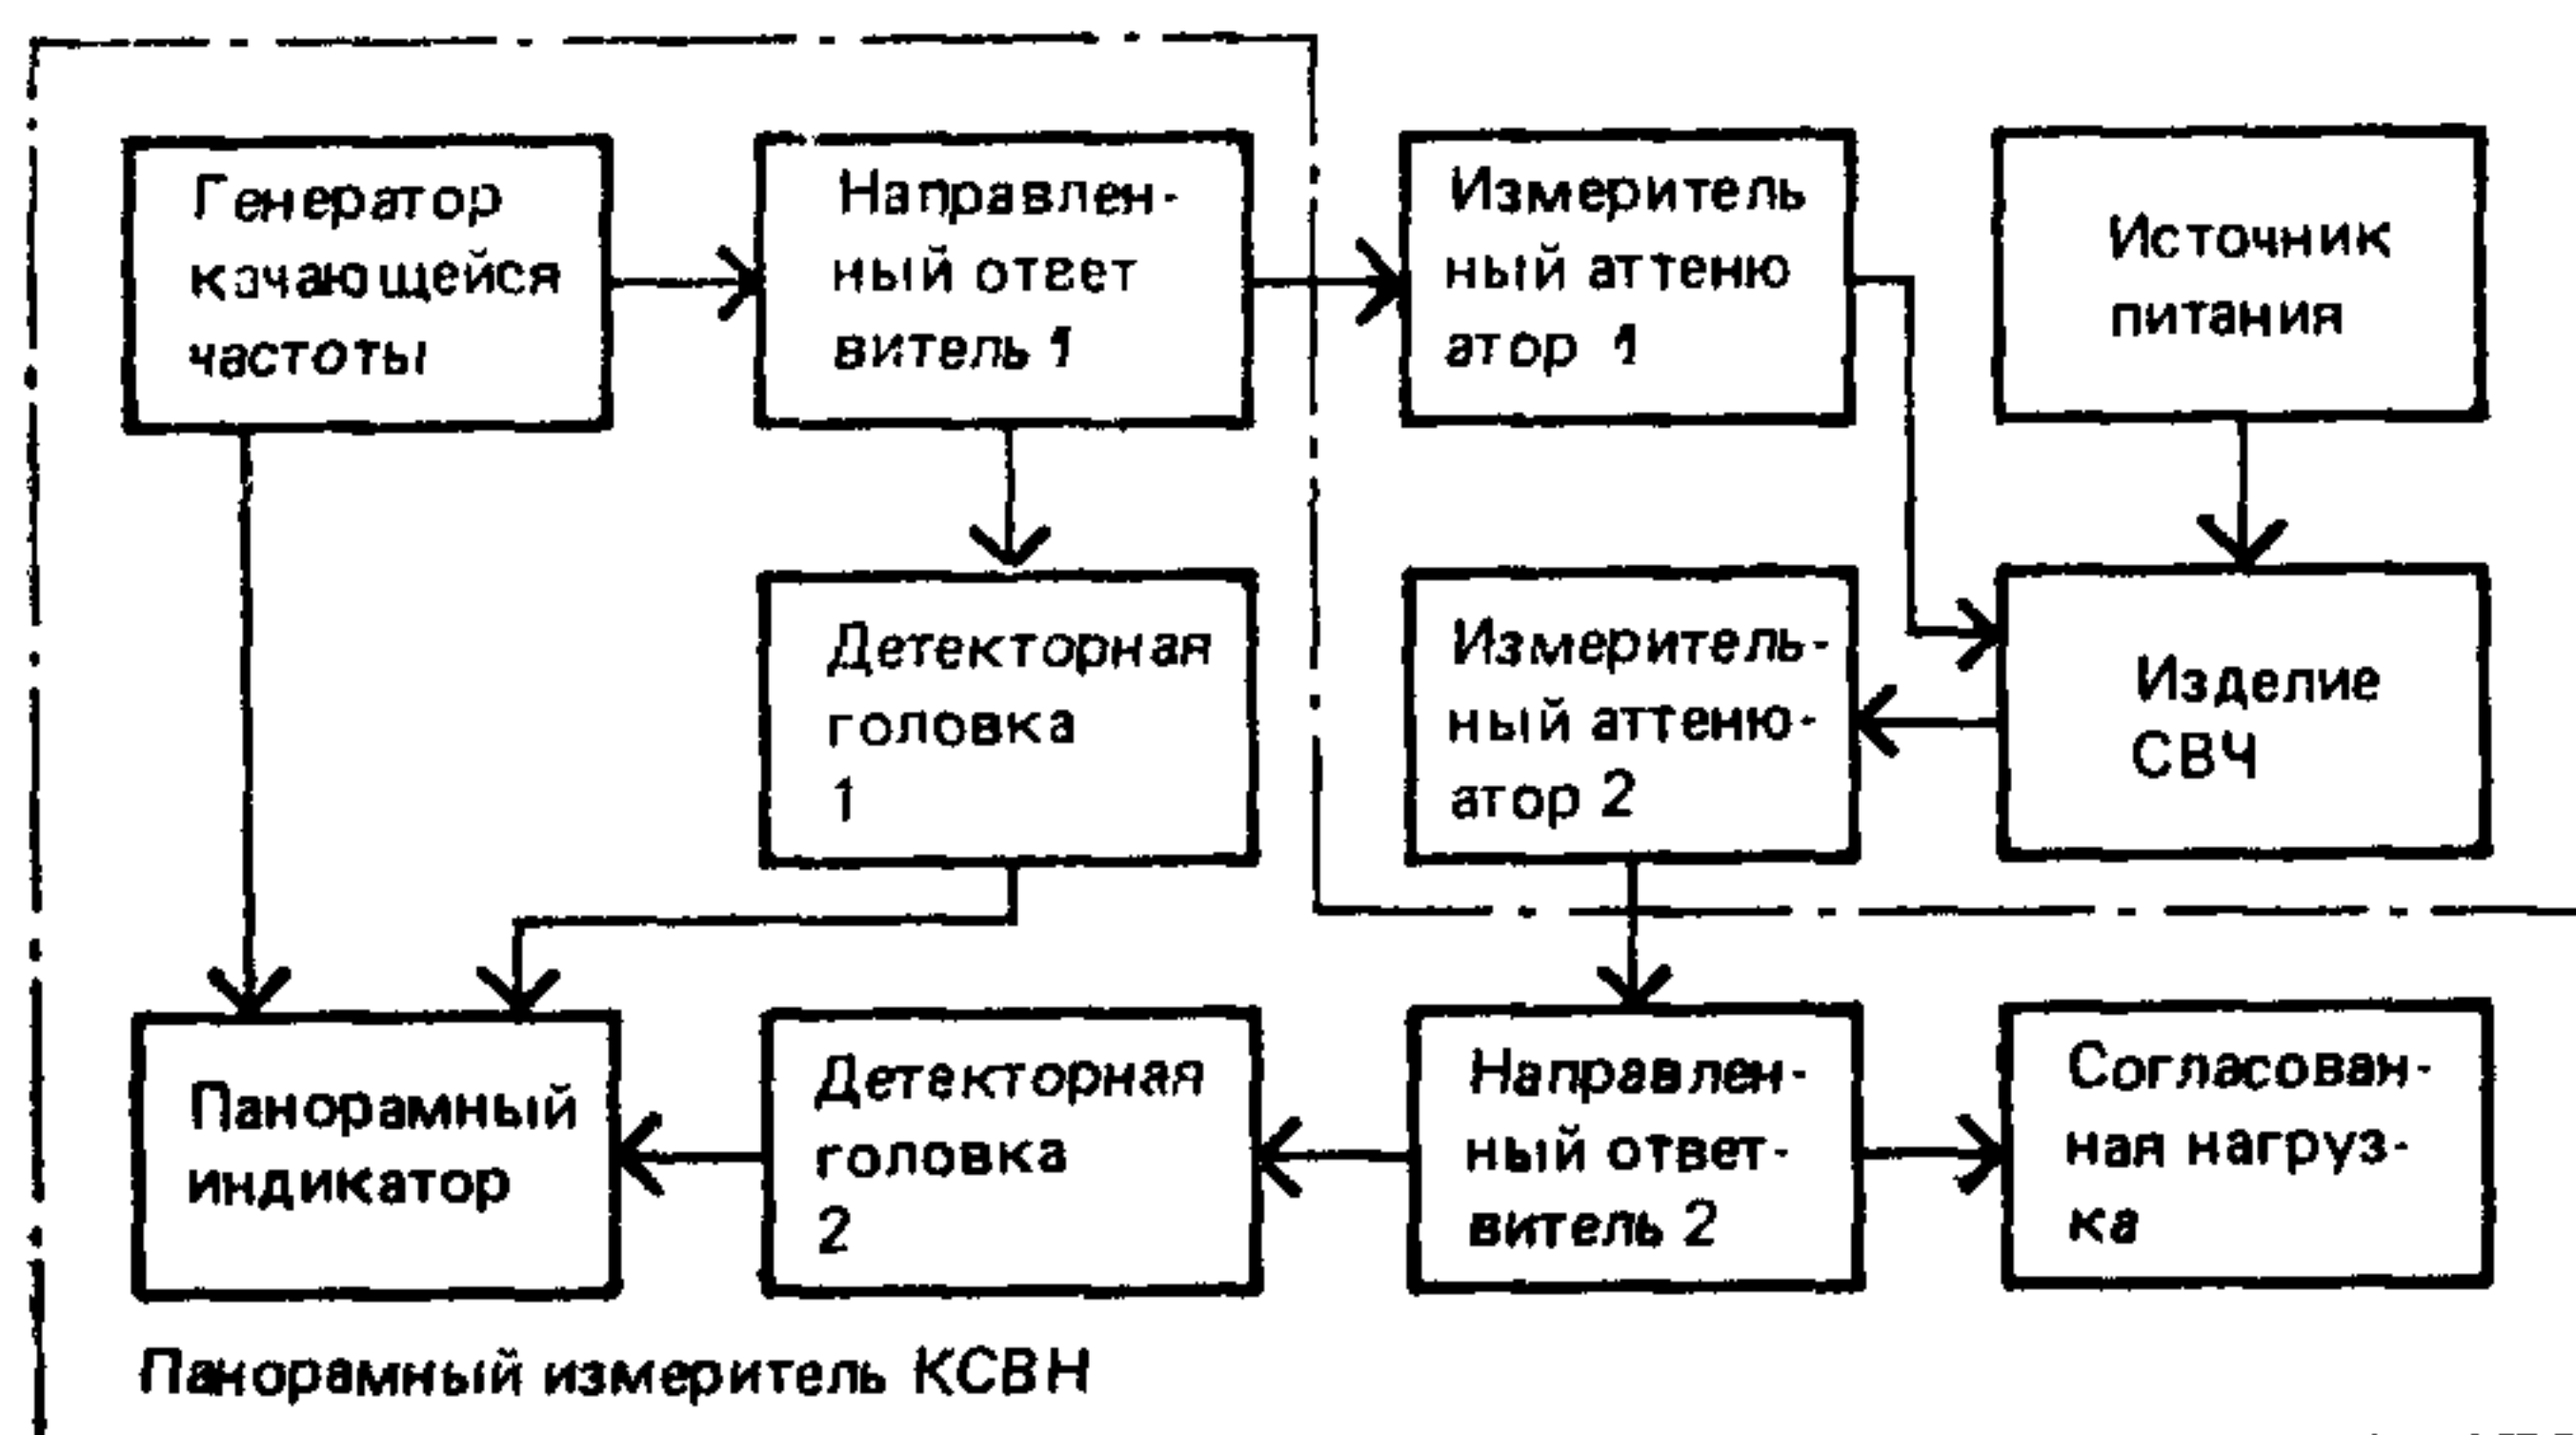 Генератор
качающейся
частоты
Направлен-
ный ответ
витель 1
Измеритель
ный аттеню
атор 1
Источник
питания
Детекторная
головка
1
Измеритель-
ный аттеню-
атор 2
Изделие
СВЧ
Панорамный
индикатор
Детекторная
головка
2
Направлен-
ный ответ-
витель 2
Согласован-
ная нагруз-
ка
Панорамный измеритель КСВН